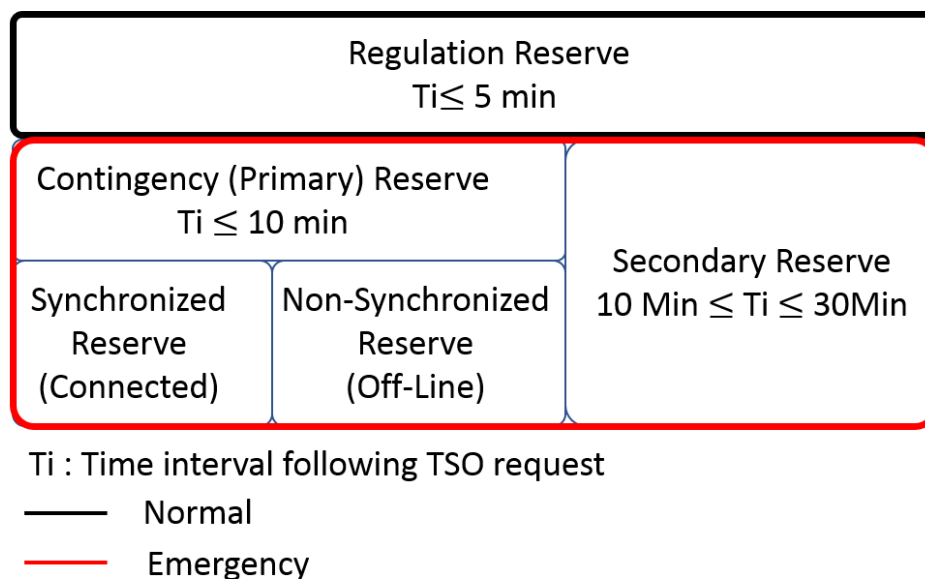 Regulation Reserve
Ti≤ 5 min
Contingency (Primary) Reserve
Ti ≤ 10 min
Synchronized
Reserve
(Connected)
Non-Synchronized
Reserve
(Off-Line)
Secondary Reserve
10 Min ≤ Ti ≤ 30Min
Ti : Time interval following TSO request
Normal
Emergency